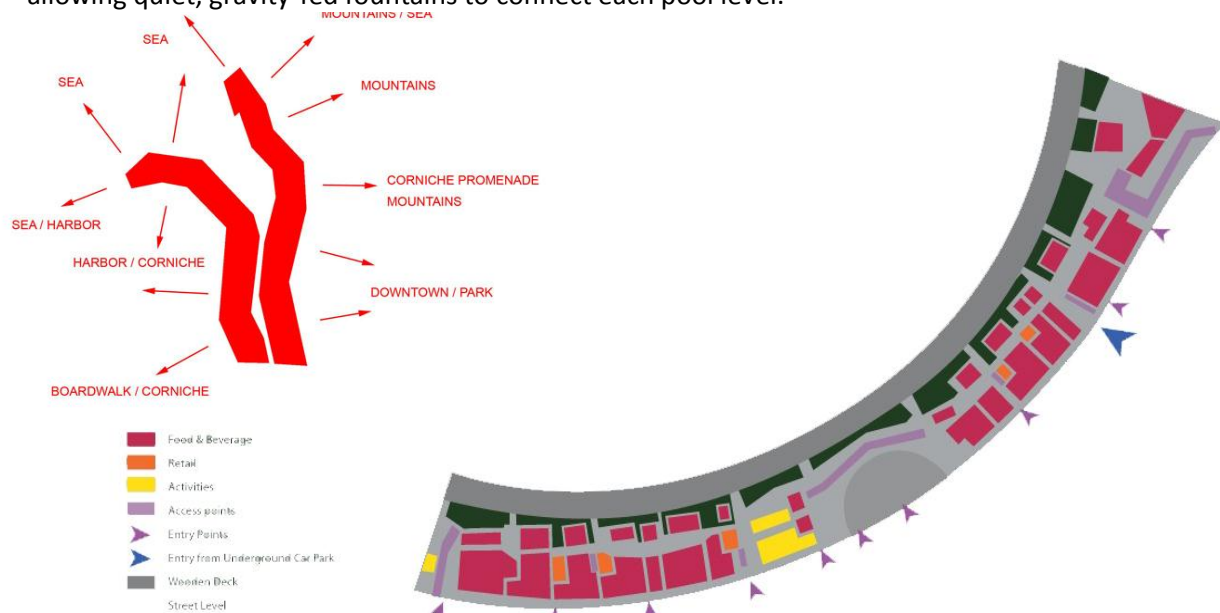 allowing quiet, gravity-fed fountains to connect each pool level.
MOUNTAINS / SEA
SEA
SEA
MOUNTAINS
CORNICHE PROMENADE
MOUNTAINS
SEA / HARBOR
HARBOR / CORNICHE
DOWNTOWN / PARK
BOARDWALK / CORNICHE
Food & Beverage
Retail
Activities
Access points
Entry Points
Entry from Underground Car Park
Wooden Deck
Street Level